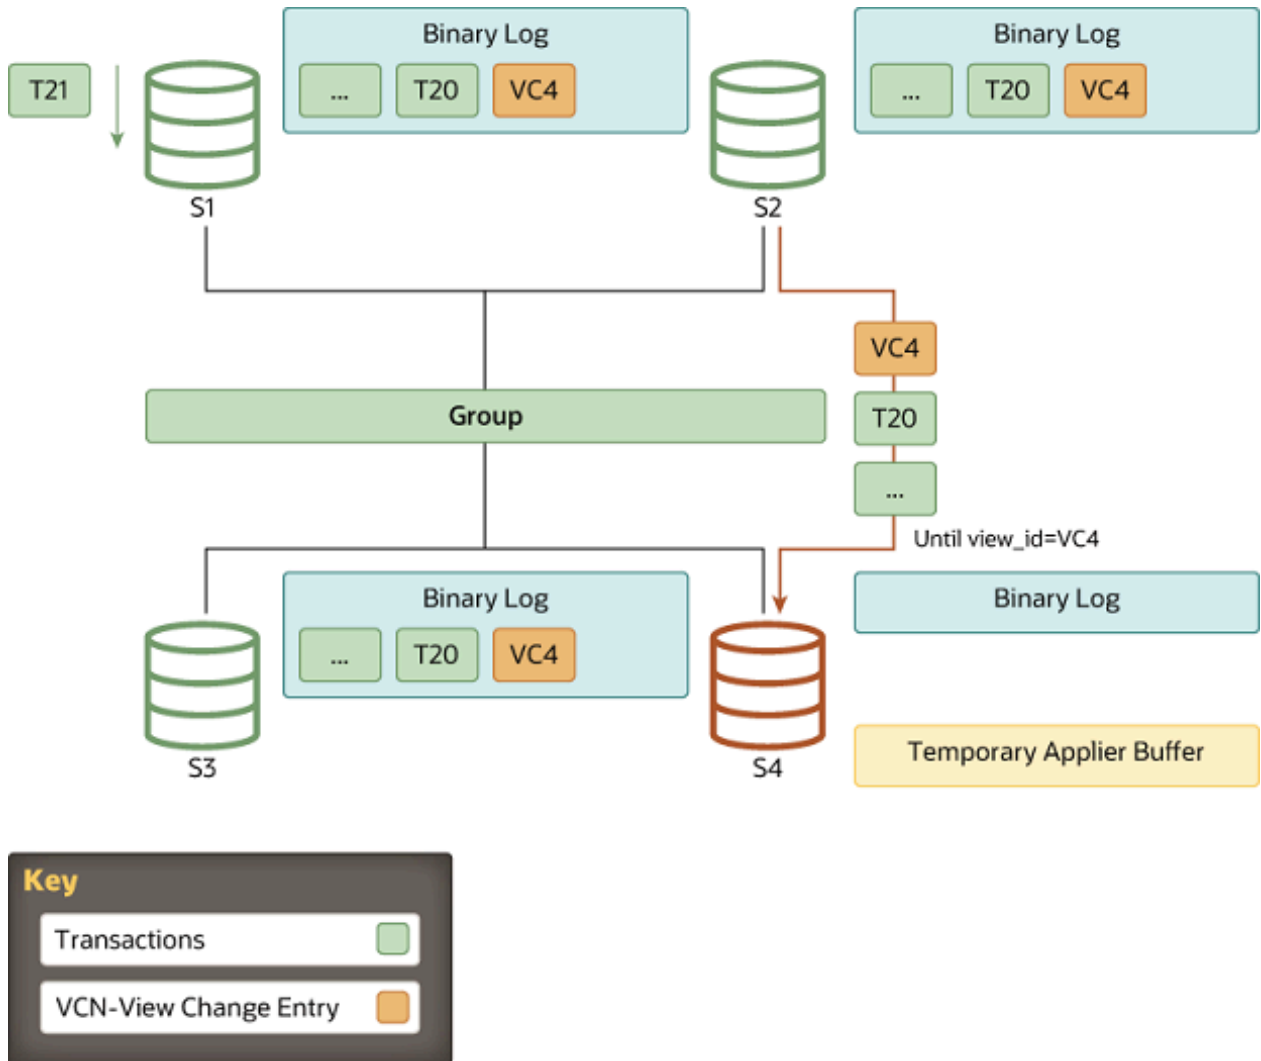 Binary Log
Binary Log
T21
... T20 VC4
... T20 VC4
S1
S2
VC4
Group
T20
...
Until view_id=VC4
Binary Log
Binary Log
... T20 VC4
S3
S4
Temporary Applier Buffer
Key
Transactions
VCN-View Change Entry